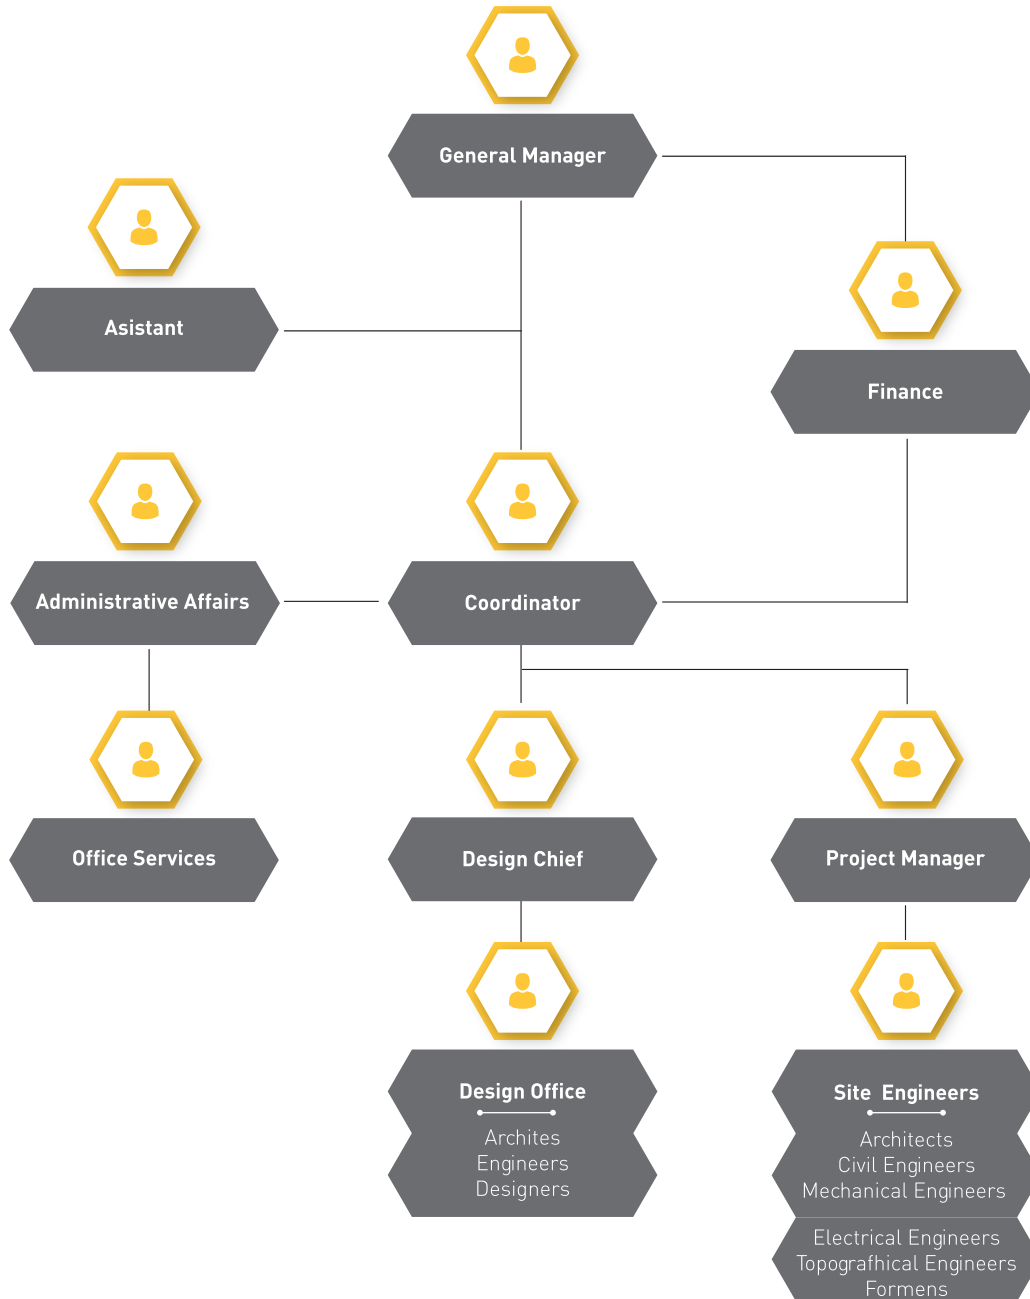 General Manager
Asistant
Finance
Administrative Affairs
Coordinator
Office Services
Design Chief
Project Manager
Design Office
Archites
Engineers
Designers
Site Engineers
Architects
Civil Engineers
Mechanical Engineers
Electrical Engineers
Topografhical Engineers
Formens